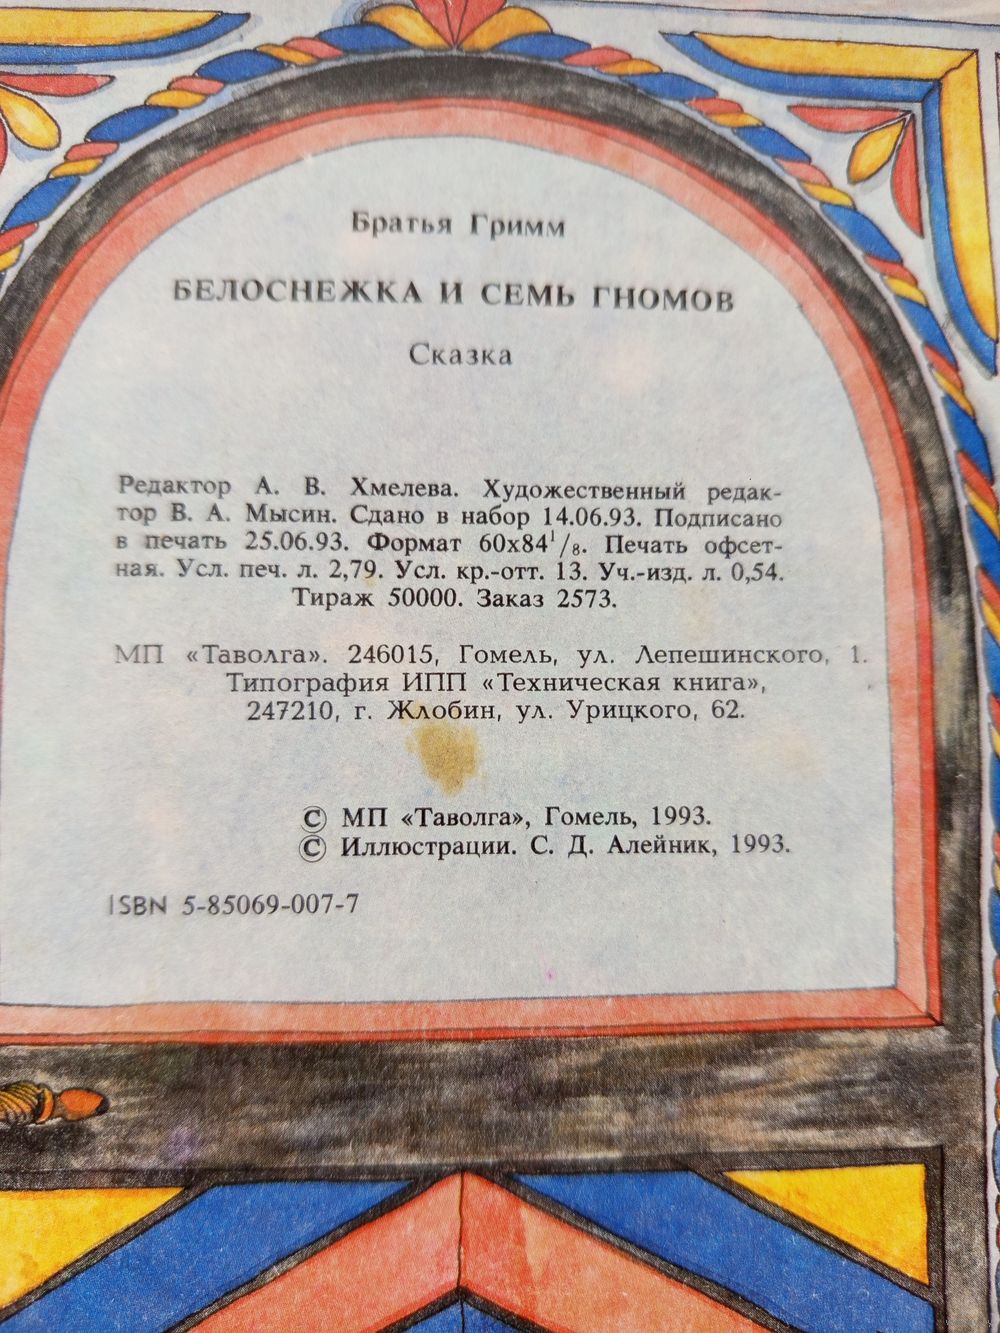 Братья Гримм
БЕЛОСНЕЖКА И СЕМЬ ГНОМОВ
Сказка
Редактор А. В. Хмелева. Художественный редак-
тор В. А. Мысин. Сдано в набор 14.06.93. Подписано
в печать 25.06.93. Формат 60х84¹/₈. Печать офсет-
ная. Усл. печ. л. 2,79. Усл. кр.-отт. 13. Уч.-изд. л. 0,54.
Тираж 50000. Заказ 2573.
МП «Таволга». 246015, Гомель, ул. Лепешинского, 1.
Типография ИПП «Техническая книга»,
247210, г. Жлобин, ул. Урицкого, 62.
© МП «Таволга», Гомель, 1993.
© Иллюстрации. С. Д. Алейник, 1993.
ISBN 5-85069-007-7